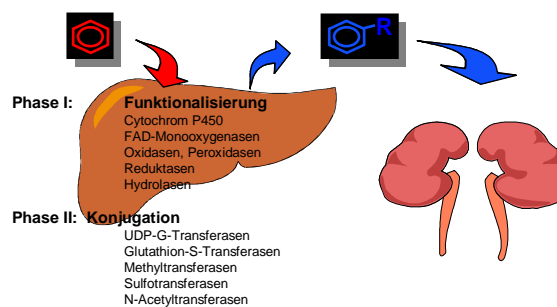 R
Phase I: Funktionalisierung
Cytochrom P450
FAD-Monooxygenasen
Oxidasen, Peroxidasen
Reduktasen
Hydrolasen
Phase II: Konjugation
UDP-G-Transferasen
Glutathion-S-Transferasen
Methyltransferasen
Sulfotransferasen
N-Acetyltransferasen